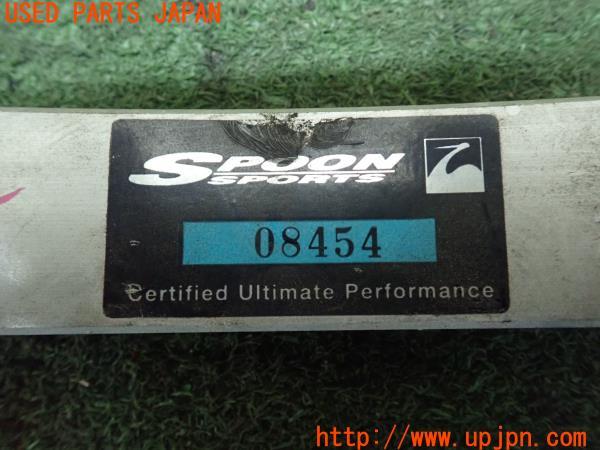 USED PARTS JAPAN
SPOON
SPORTS
08454
Certified Ultimate Performance
http://www.upjpn.com